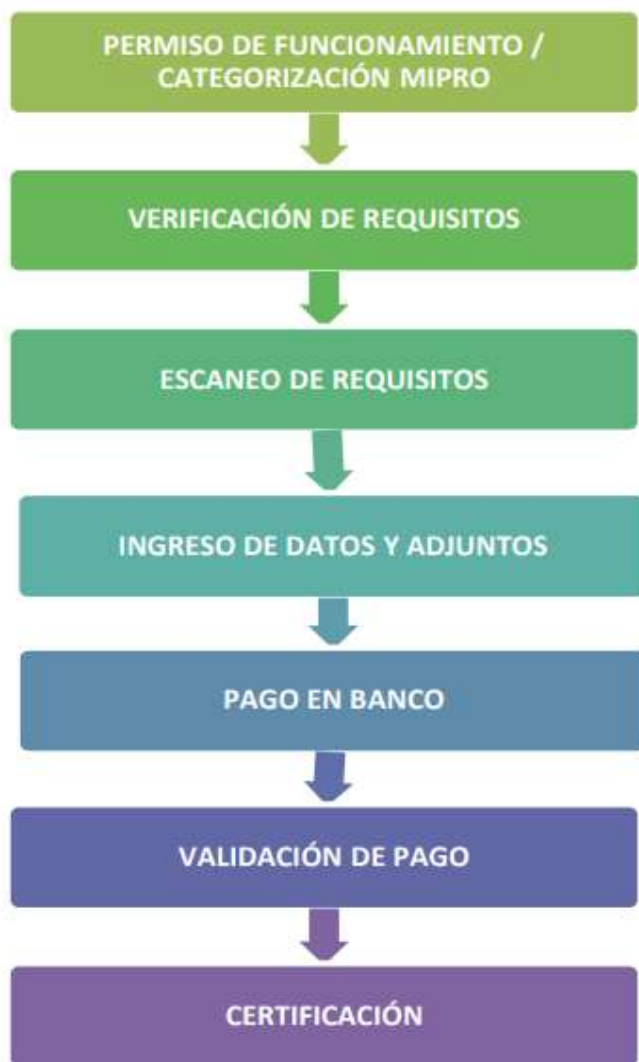 PERMISO DE FUNCIONAMIENTO /
CATEGORIZACIÓN MIPRO
VERIFICACIÓN DE REQUISITOS
ESCANEO DE REQUISITOS
INGRESO DE DATOS Y ADJUNTOS
PAGO EN BANCO
VALIDACIÓN DE PAGO
CERTIFICACIÓN